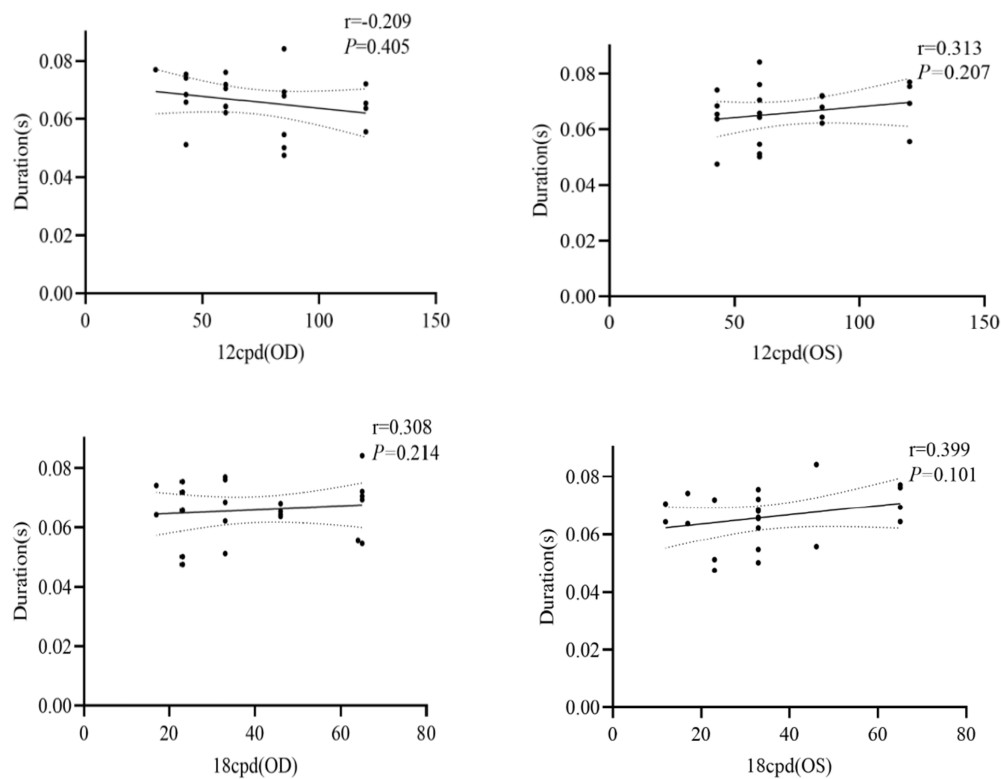 r=-0.209
P=0.405
0.08
0.06
0.04
0.02
0.00
Duration(s)
0
50
100
150
12cpd(OD)
r=0.313
P=0.207
0.08
0.06
0.04
0.02
0.00
Duration(s)
0
50
100
150
12cpd(OS)
r=0.308
P=0.214
0.08
0.06
0.04
0.02
0.00
Duration(s)
0
20
40
60
80
18cpd(OD)
r=0.399
P=0.101
0.08
0.06
0.04
0.02
0.00
Duration(s)
0
20
40
60
80
18cpd(OS)